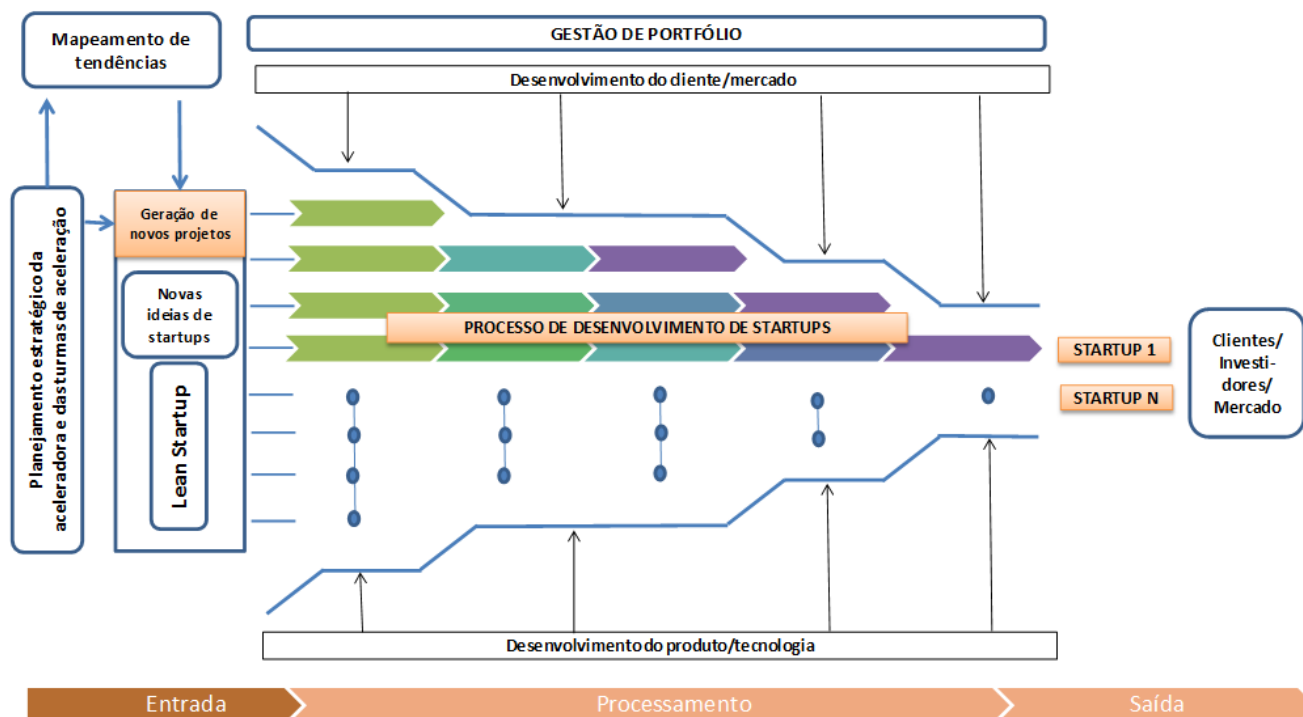 Mapeamento de
tendências
GESTÃO DE PORTFÓLIO
Desenvolvimento do cliente/mercado
Planejamento estratégico da
aceleradora e das turmas de aceleração
Geração de
novos projetos
Novas
ideias de
startups
Lean Startup
PROCESSO DE DESENVOLVIMENTO DE STARTUPS
STARTUP 1
STARTUP N
Clientes/
Investi-
dores/
Mercado
Desenvolvimento do produto/tecnologia
Entrada
Processamento
Saída